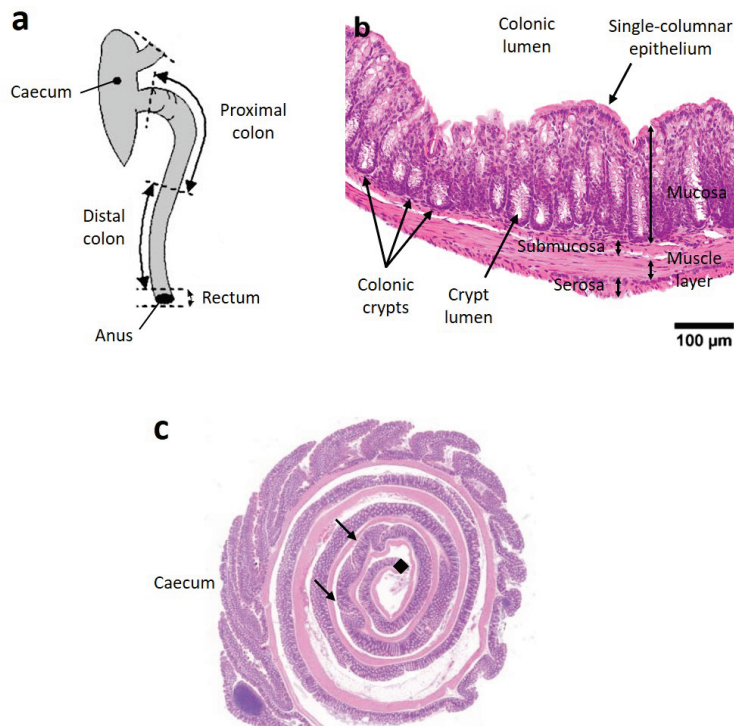 a
Caecum
Proximal
colon
Distal
colon
Rectum
Anus
b
Colonic
lumen
Single-columnar
epithelium
Mucosa
Submucosa
Muscle
layer
Serosa
Colonic
crypts
Crypt
lumen
100 µm
c
Caecum